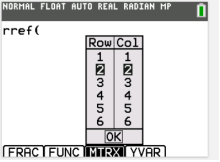 NORMAL FLOAT AUTO REAL RADIAN MP
rref(
Row Col
1 1
2 2
3 3
4 4
5 5
6 6
OK
FRAC FUNC MTRX YVAR